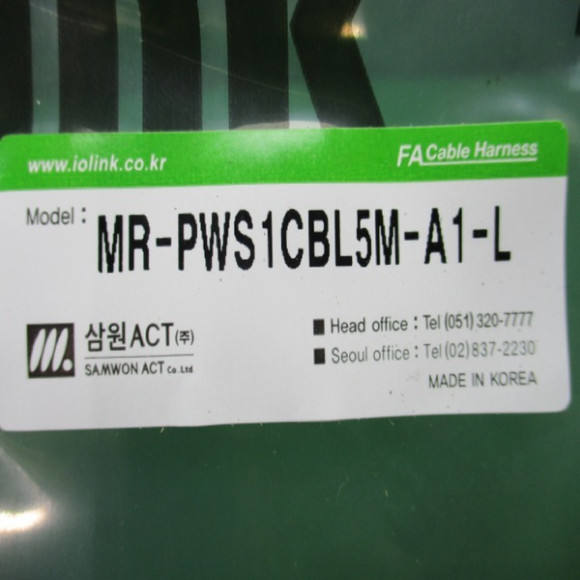 www.iolink.co.kr
FA Cable Harness
Model : MR-PWS1CBL5M-A1-L
삼원ACT(주)
SAMWON ACT Co. Ltd.
■ Head office : Tel (051) 320-7777
■ Seoul office : Tel (02) 837-2230
MADE IN KOREA